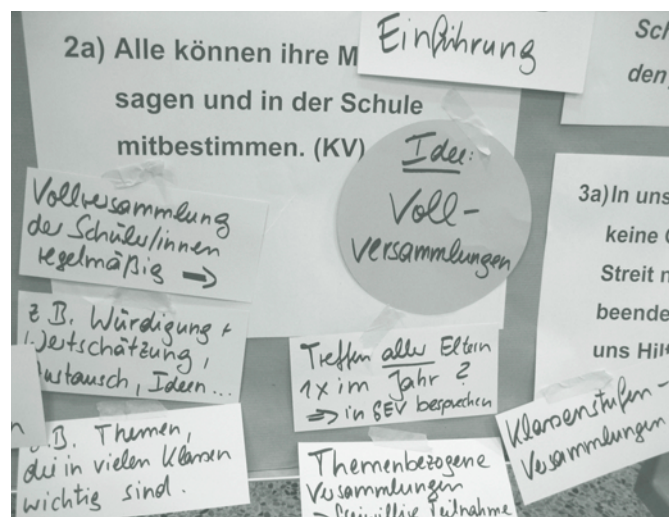 2a) Alle können ihre M
sagen und in der Schule
mitbestimmen. (KV)
Einführung
Sch
den,
Idee:
Voll-
versammlungen
Vollversammlung
der Schüler/innen
regelmäßig →
z B. Würdigung +
Wertschätzung,
Austausch, Ideen...
z.B. Themen,
die in vielen Klassen
wichtig sind.
Treffen aller Eltern
1x im Jahr?
⇒ in GEV besprechen
Themenbezogene
Versammlungen
→ freiwillige Teilnahme
3a) In uns
keine
Streit n
beende
uns Hil
Klassenstufen-
Versammlungen